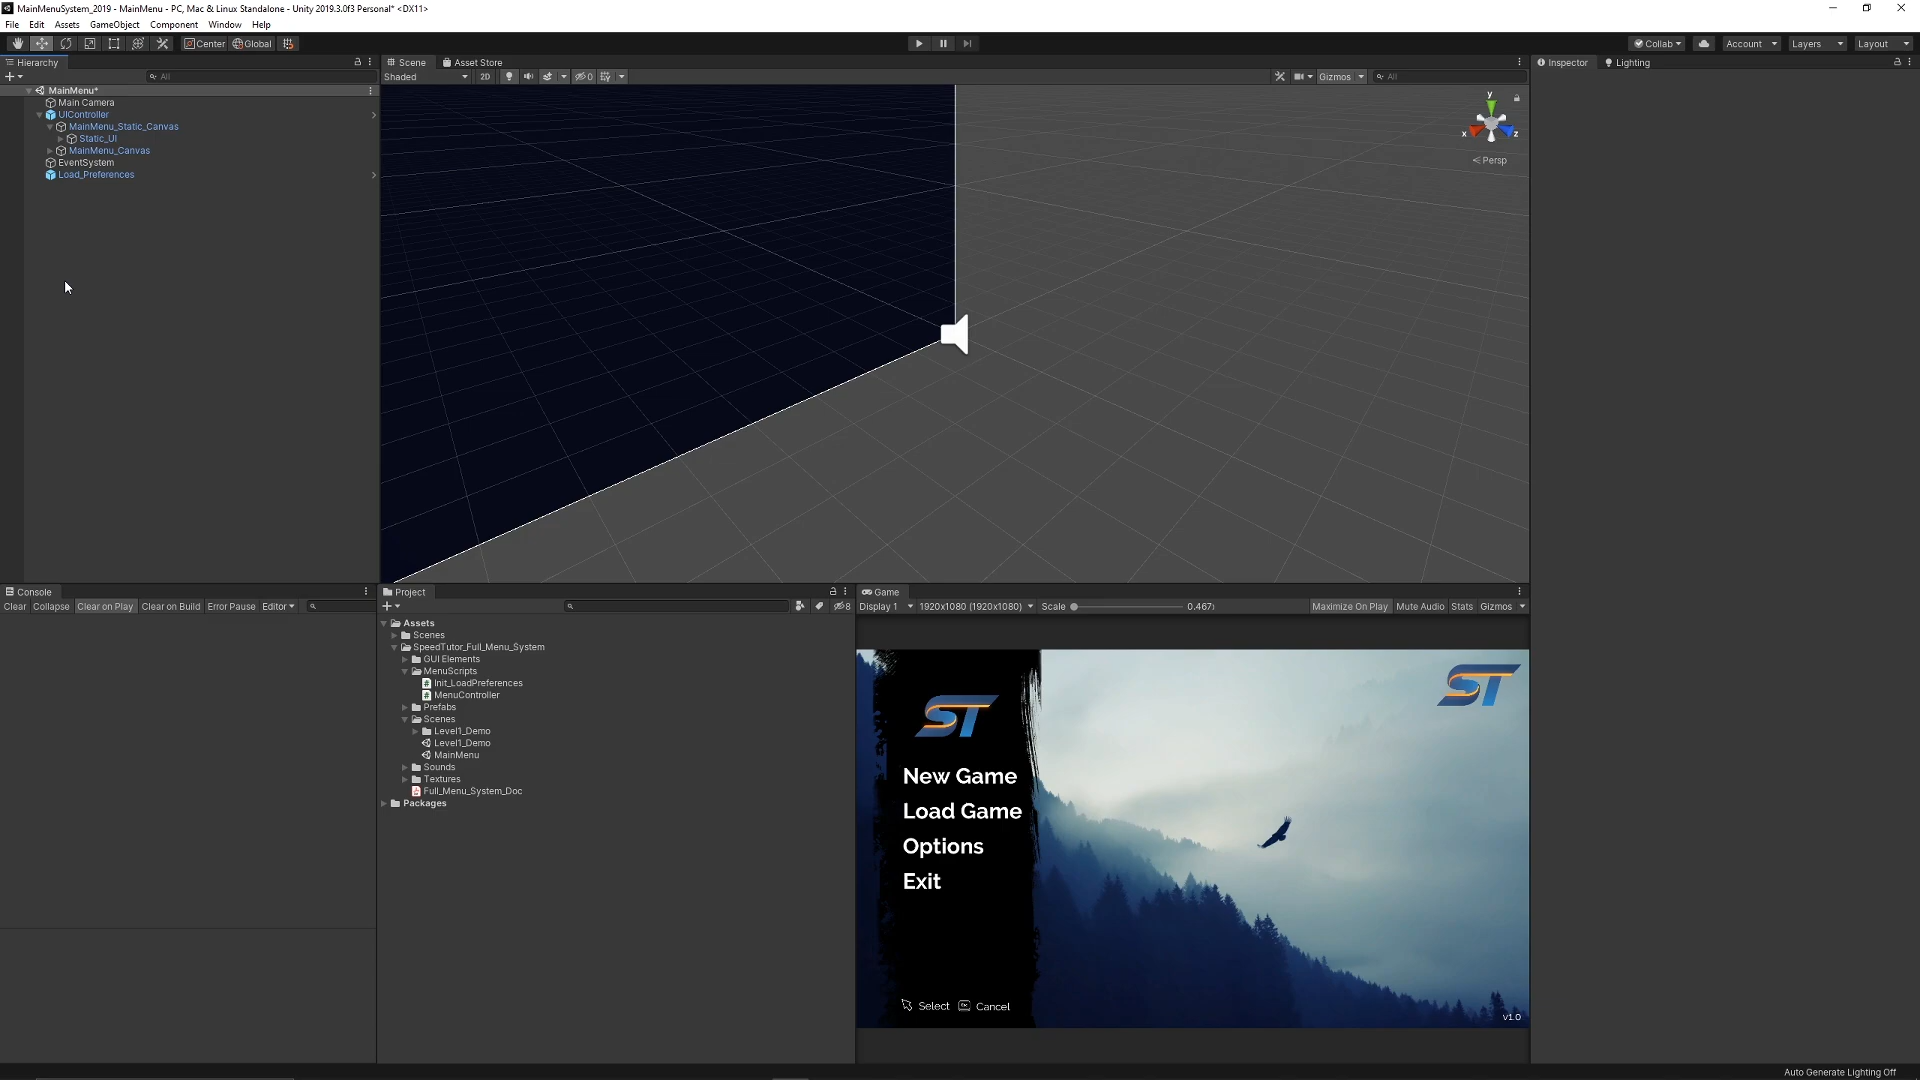 MainMenuSystem_2019 - MainMenu - PC, Mac & Linux Standalone - Unity 2019.3.0f3 Personal* <DX11>
File Edit Assets GameObject Component Window Help
Center Global Collab Account Layers Layout
Hierarchy
All
MainMenu*
Main Camera
UIController
MainMenu_Static_Canvas
Static_UI
MainMenu_Canvas
EventSystem
Load_Preferences
Scene Asset Store
Shaded 2D 0 Gizmos All
y
x z
Persp
Inspector Lighting
Console
Clear Collapse Clear on Play Clear on Build Error Pause Editor
Project
8
Assets
Scenes
SpeedTutor_Full_Menu_System
GUI Elements
MenuScripts
Init_LoadPreferences
MenuController
Prefabs
Scenes
Level1_Demo
Level1_Demo
MainMenu
Sounds
Textures
Full_Menu_System_Doc
Packages
Game
Display 1 1920x1080 (1920x1080) Scale 0.467 Maximize On Play Mute Audio Stats Gizmos
ST
ST
New Game
Load Game
Options
Exit
Select Cancel
v1.0
Auto Generate Lighting Off